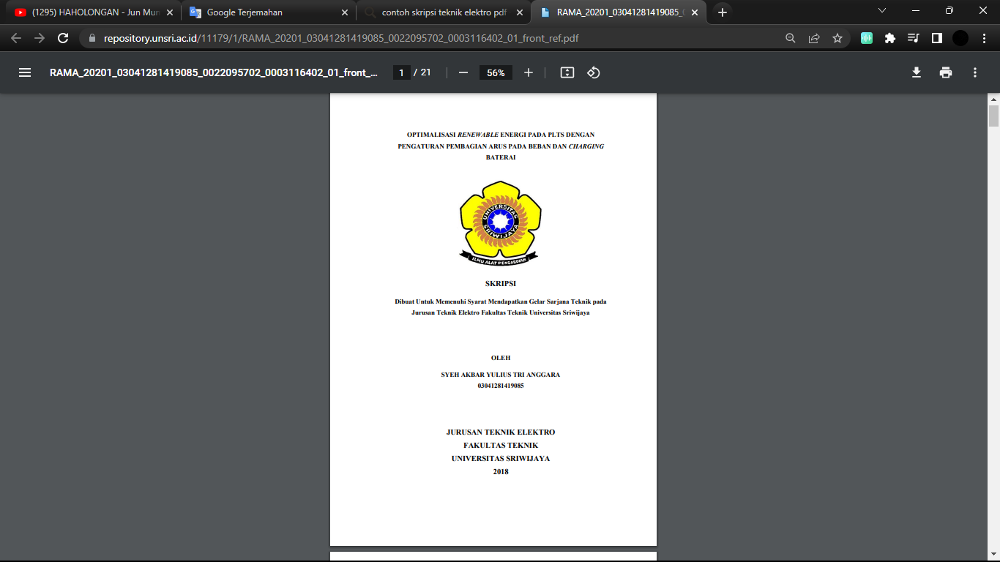 (1295) HAHOLONGAN - Jun Mun
Google Terjemahan
contoh skripsi teknik elektro pdf
RAMA_20201_03041281419085_
repository.unsri.ac.id/11179/1/RAMA_20201_03041281419085_0022095702_0003116402_01_front_ref.pdf
RAMA_20201_03041281419085_0022095702_0003116402_01_front_... 1 / 21 56%
OPTIMALISASI RENEWABLE ENERGI PADA PLTS DENGAN
PENGATURAN PEMBAGIAN ARUS PADA BEBAN DAN CHARGING
BATERAI
UNIVERSITAS
SRIWIJAYA
ILMU ALAT PENGABDIAN
SKRIPSI
Dibuat Untuk Memenuhi Syarat Mendapatkan Gelar Sarjana Teknik pada
Jurusan Teknik Elektro Fakultas Teknik Universitas Sriwijaya
OLEH
SYEH AKBAR YULIUS TRI ANGGARA
03041281419085
JURUSAN TEKNIK ELEKTRO
FAKULTAS TEKNIK
UNIVERSITAS SRIWIJAYA
2018